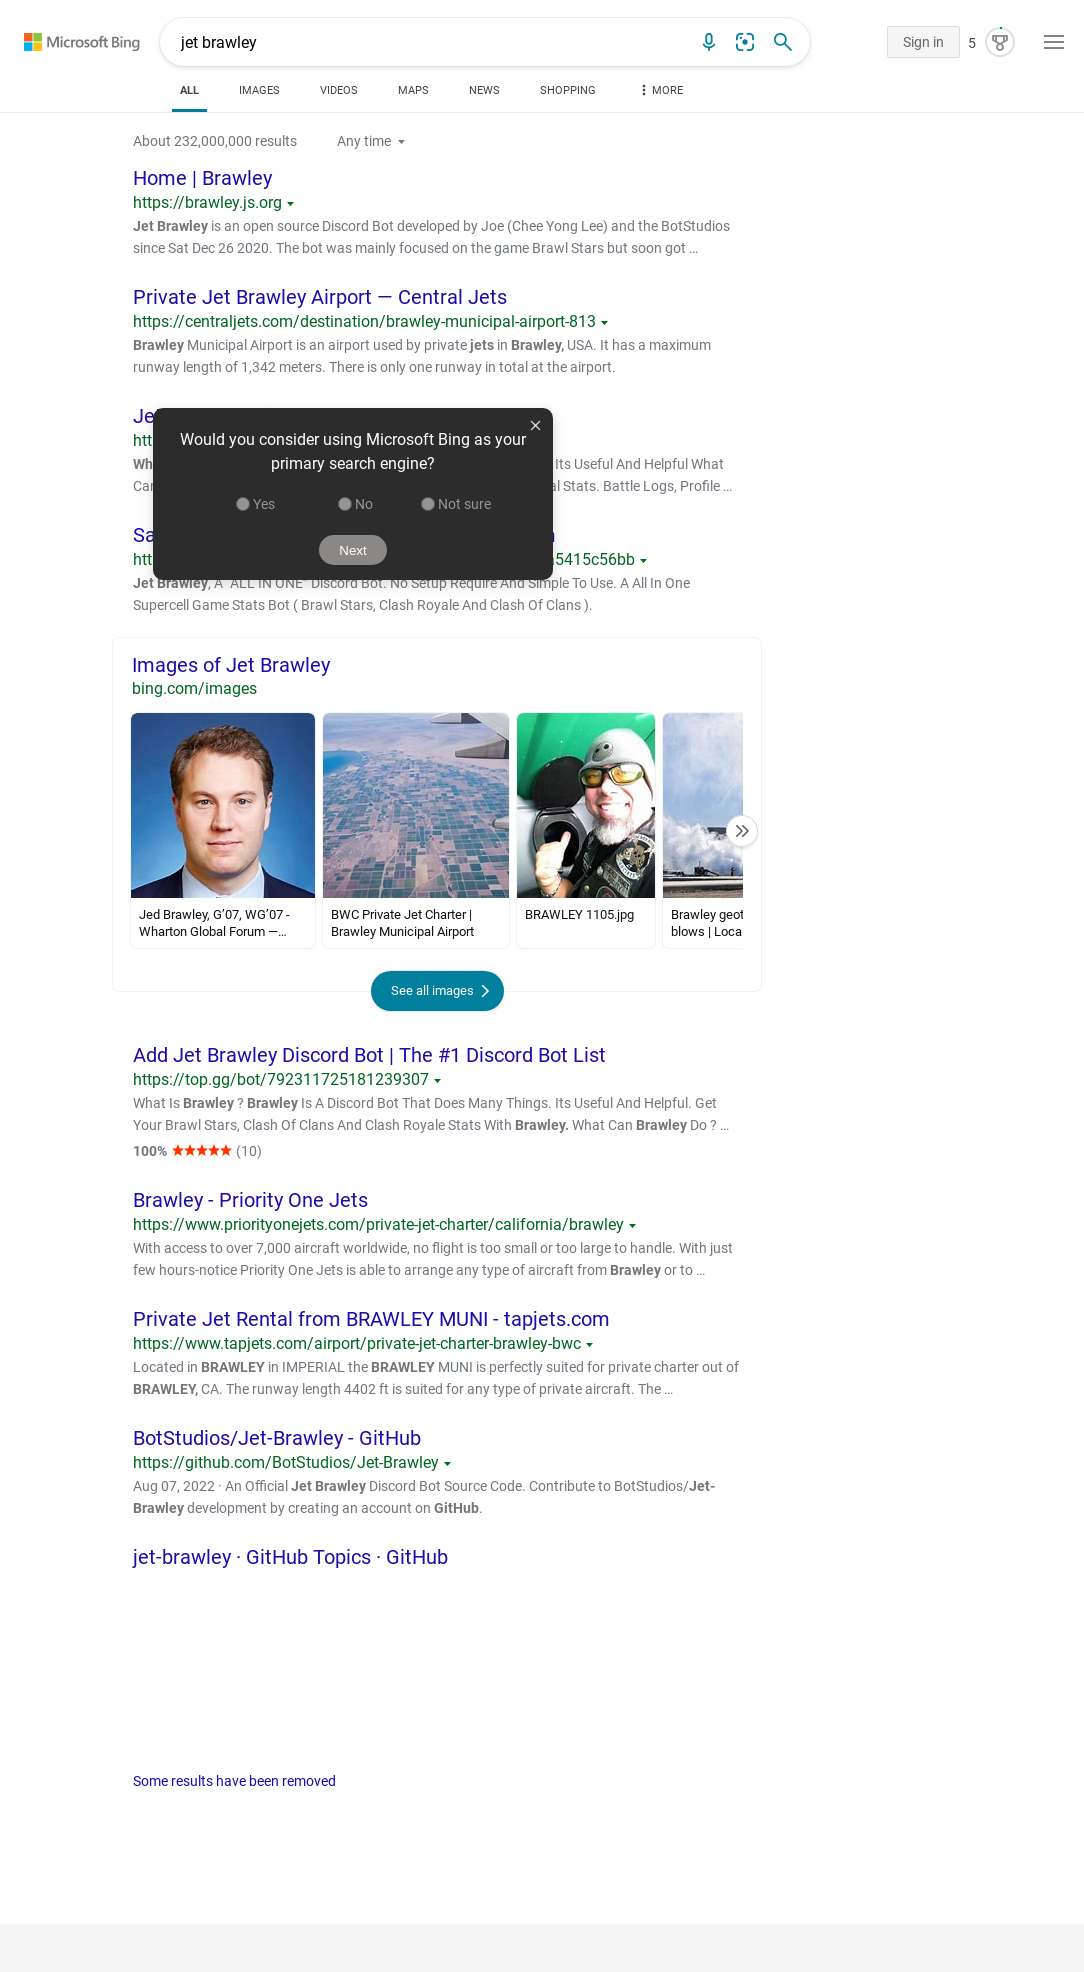 Microsoft Bing
jet brawley
Sign in
5
ALL
IMAGES
VIDEOS
MAPS
NEWS
SHOPPING
MORE
About 232,000,000 results
Any time
Home | Brawley
https://brawley.js.org
Jet Brawley is an open source Discord Bot developed by Joe (Chee Yong Lee) and the BotStudios
since Sat Dec 26 2020. The bot was mainly focused on the game Brawl Stars but soon got ...
Private Jet Brawley Airport — Central Jets
https://centraljets.com/destination/brawley-municipal-airport-813
Brawley Municipal Airport is an airport used by private jets in Brawley, USA. It has a maximum
runway length of 1,342 meters. There is only one runway in total at the airport.
Would you consider using Microsoft Bing as your
primary search engine?
Yes
No
Not sure
Next
Its Useful And Helpful What
Stats. Battle Logs, Profile ...
5415c56bb
Jet Brawley, A "ALL IN ONE" Discord Bot. No Setup Require And Simple To Use. A All In One
Supercell Game Stats Bot ( Brawl Stars, Clash Royale And Clash Of Clans ).
Images of Jet Brawley
bing.com/images
Jed Brawley, G’07, WG’07 -
Wharton Global Forum —...
BWC Private Jet Charter |
Brawley Municipal Airport
BRAWLEY 1105.jpg
Brawley geot
blows | Loca
See all images
Add Jet Brawley Discord Bot | The #1 Discord Bot List
https://top.gg/bot/792311725181239307
What Is Brawley ? Brawley Is A Discord Bot That Does Many Things. Its Useful And Helpful. Get
Your Brawl Stars, Clash Of Clans And Clash Royale Stats With Brawley. What Can Brawley Do ? ...
100% (10)
Brawley - Priority One Jets
https://www.priorityonejets.com/private-jet-charter/california/brawley
With access to over 7,000 aircraft worldwide, no flight is too small or too large to handle. With just
few hours-notice Priority One Jets is able to arrange any type of aircraft from Brawley or to ...
Private Jet Rental from BRAWLEY MUNI - tapjets.com
https://www.tapjets.com/airport/private-jet-charter-brawley-bwc
Located in BRAWLEY in IMPERIAL the BRAWLEY MUNI is perfectly suited for private charter out of
BRAWLEY, CA. The runway length 4402 ft is suited for any type of private aircraft. The ...
BotStudios/Jet-Brawley - GitHub
https://github.com/BotStudios/Jet-Brawley
Aug 07, 2022 · An Official Jet Brawley Discord Bot Source Code. Contribute to BotStudios/Jet-
Brawley development by creating an account on GitHub.
jet-brawley · GitHub Topics · GitHub
Some results have been removed